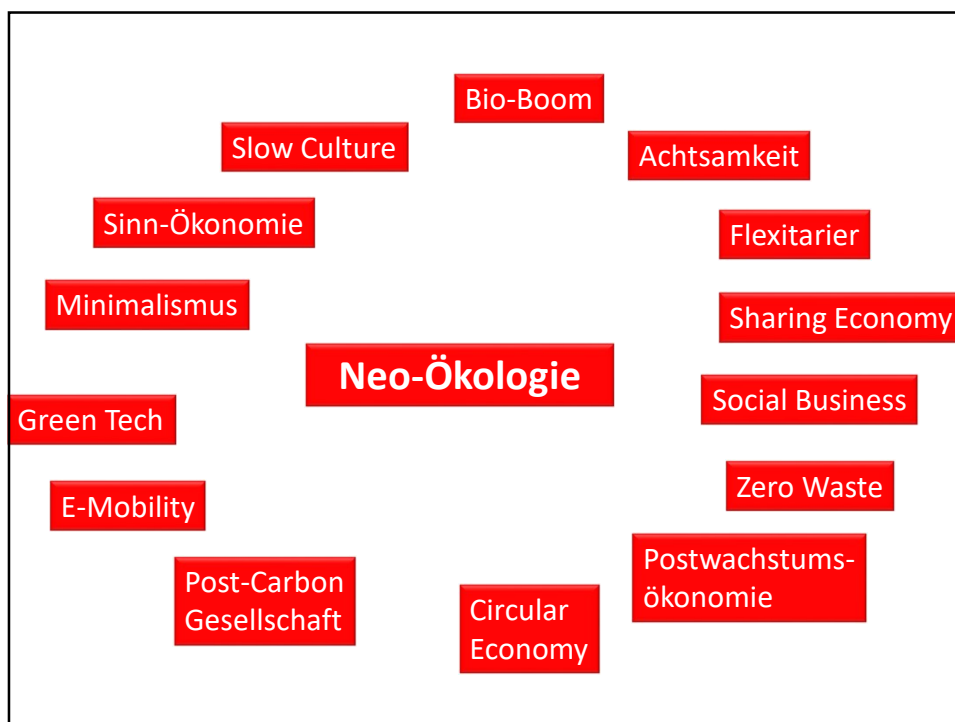 Bio-Boom
Slow Culture
Achtsamkeit
Sinn-Ökonomie
Flexitarier
Minimalismus
Sharing Economy
Neo-Ökologie
Social Business
Green Tech
Zero Waste
E-Mobility
Postwachstums-
ökonomie
Post-Carbon
Gesellschaft
Circular
Economy